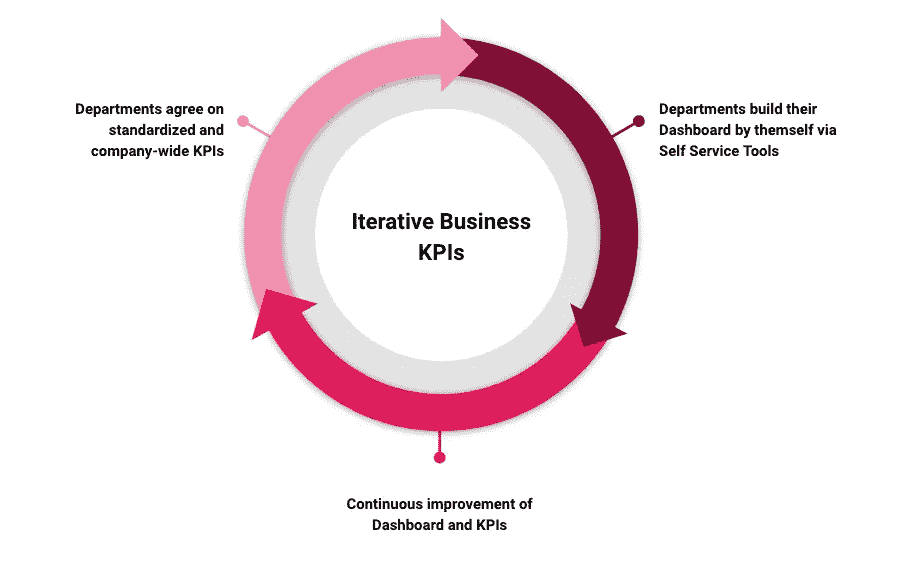 Departments agree on
standardized and
company-wide KPIs
Departments build their
Dashboard by themself via
Self Service Tools
Iterative Business
KPIs
Continuous improvement of
Dashboard and KPIs